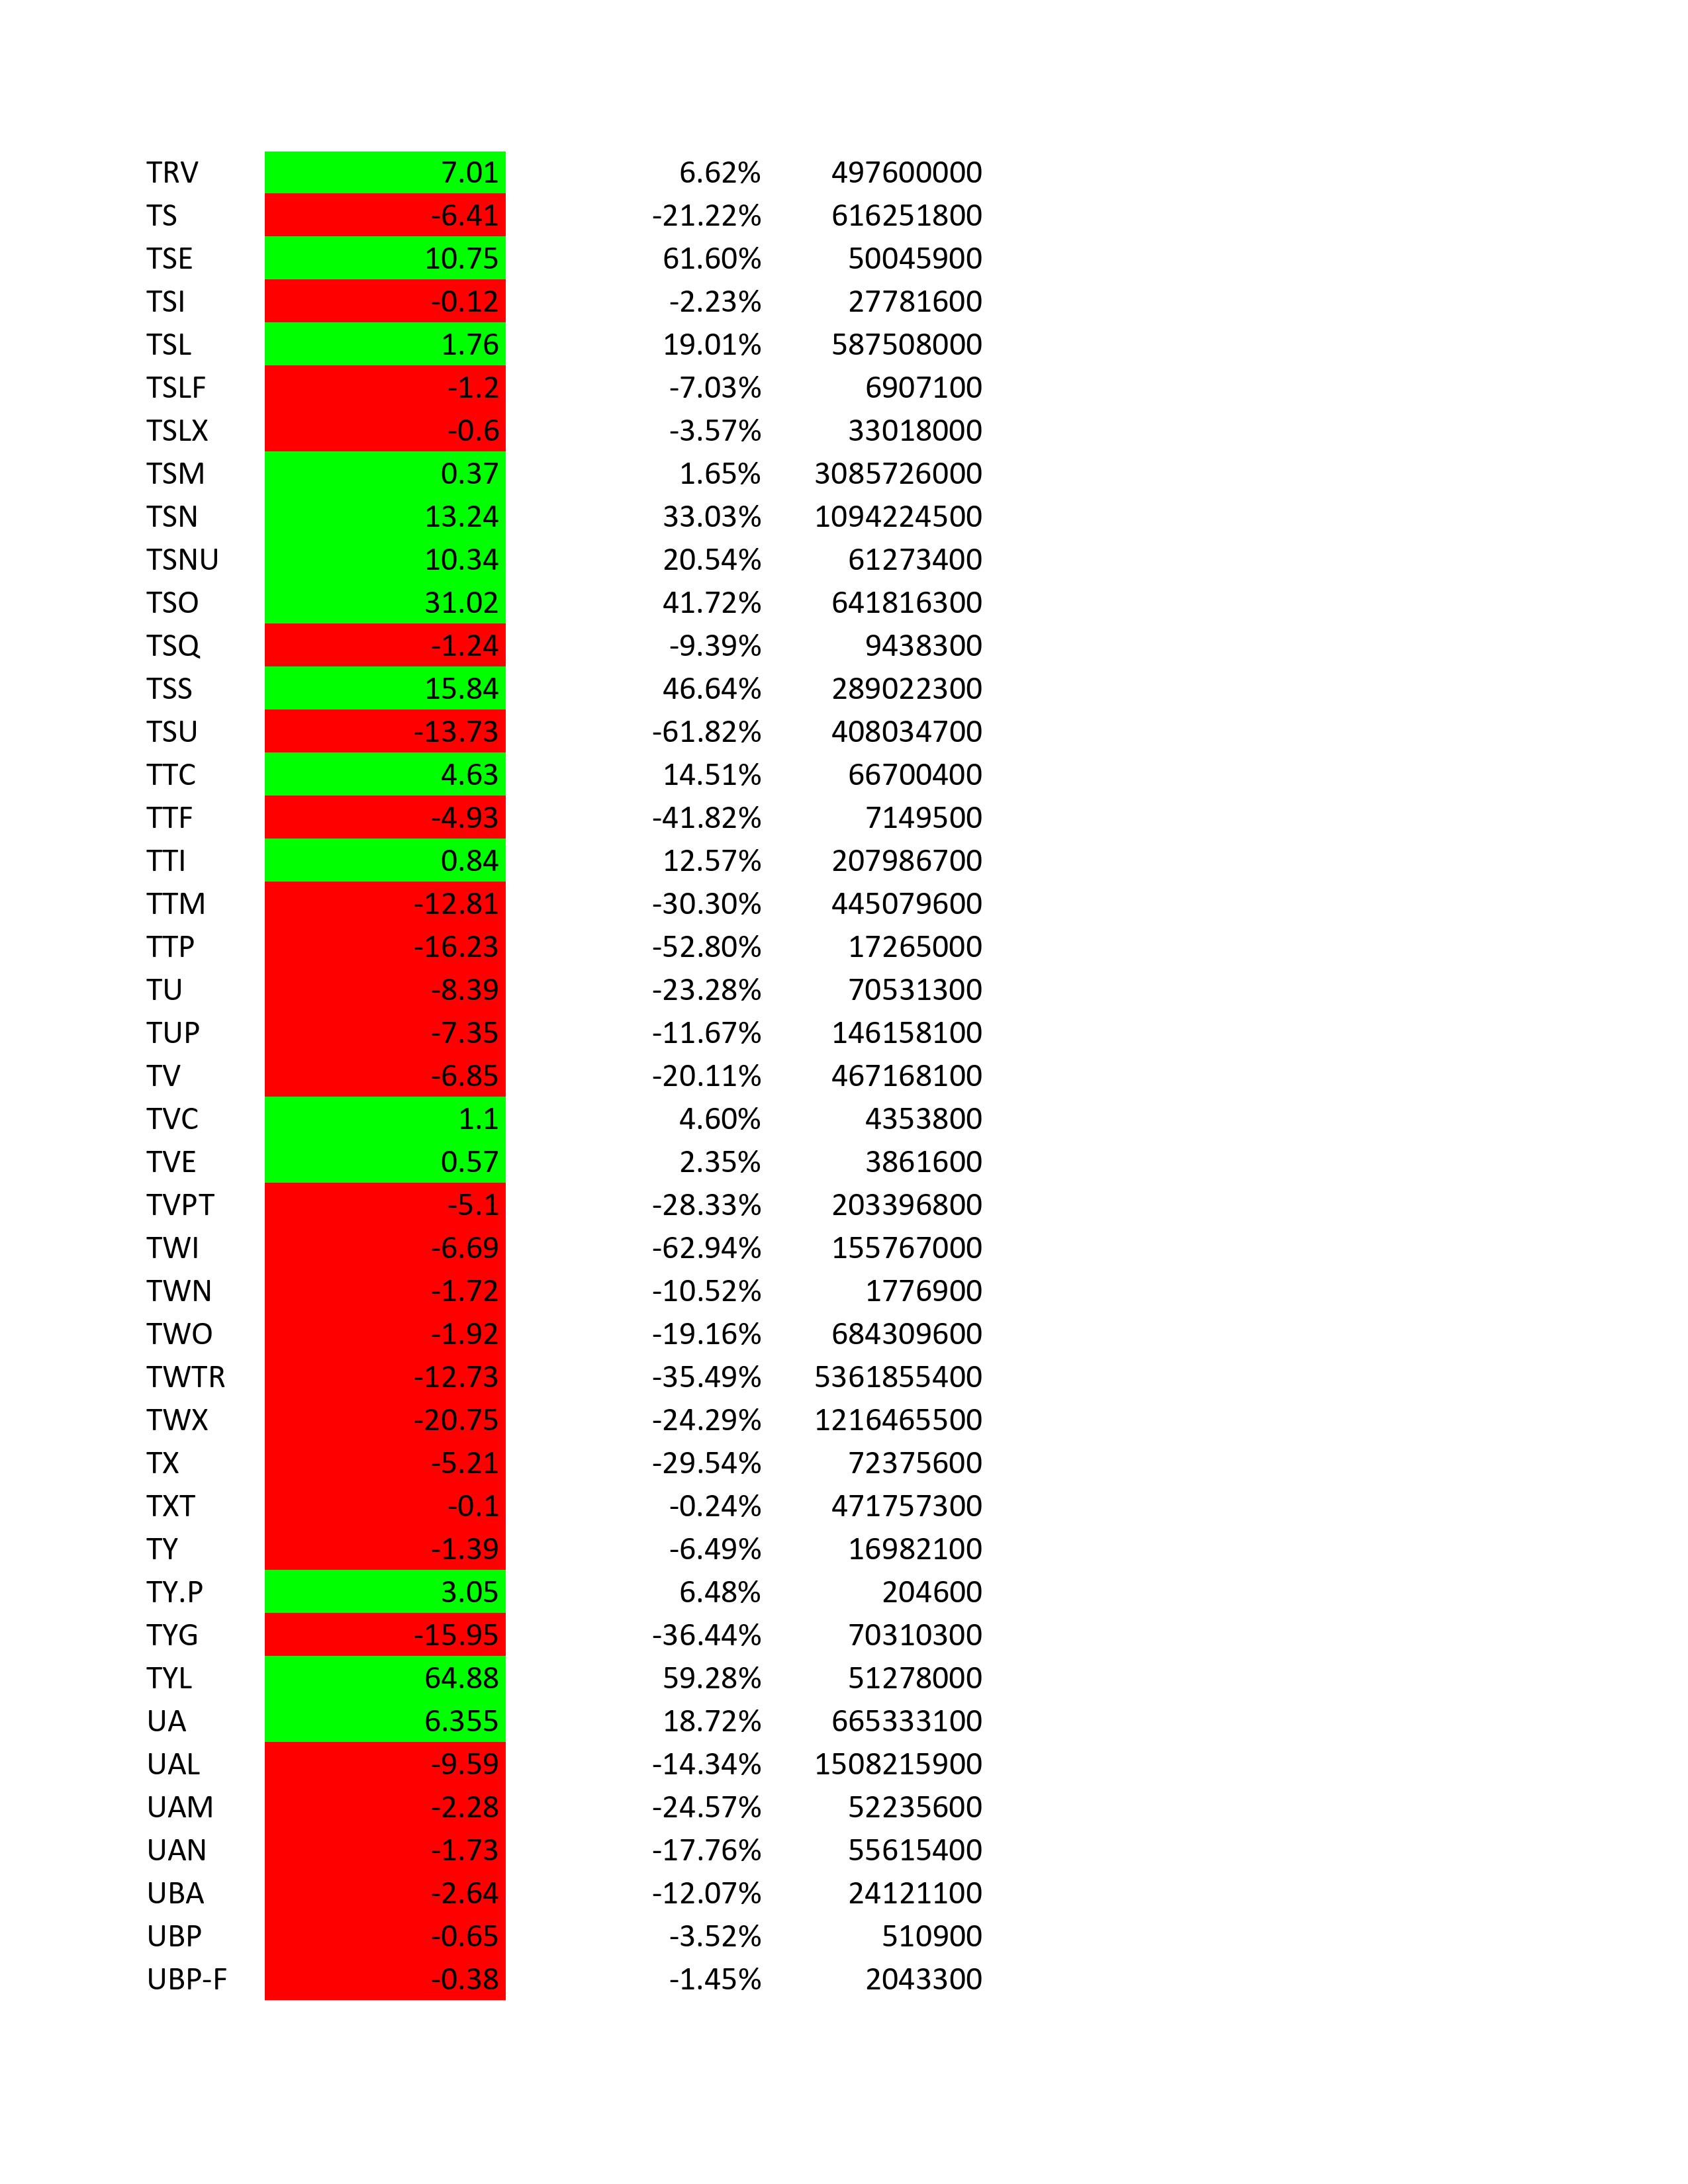 TRV 7.01 6.62% 497600000
TS -6.41 -21.22% 616251800
TSE 10.75 61.60% 50045900
TSI -0.12 -2.23% 27781600
TSL 1.76 19.01% 587508000
TSLF -1.2 -7.03% 6907100
TSLX -0.6 -3.57% 33018000
TSM 0.37 1.65% 3085726000
TSN 13.24 33.03% 1094224500
TSNU 10.34 20.54% 61273400
TSO 31.02 41.72% 641816300
TSQ -1.24 -9.39% 9438300
TSS 15.84 46.64% 289022300
TSU -13.73 -61.82% 408034700
TTC 4.63 14.51% 66700400
TTF -4.93 -41.82% 7149500
TTI 0.84 12.57% 207986700
TTM -12.81 -30.30% 445079600
TTP -16.23 -52.80% 17265000
TU -8.39 -23.28% 70531300
TUP -7.35 -11.67% 146158100
TV -6.85 -20.11% 467168100
TVC 1.1 4.60% 4353800
TVE 0.57 2.35% 3861600
TVPT -5.1 -28.33% 203396800
TWI -6.69 -62.94% 155767000
TWN -1.72 -10.52% 1776900
TWO -1.92 -19.16% 684309600
TWTR -12.73 -35.49% 5361855400
TWX -20.75 -24.29% 1216465500
TX -5.21 -29.54% 72375600
TXT -0.1 -0.24% 471757300
TY -1.39 -6.49% 16982100
TY.P 3.05 6.48% 204600
TYG -15.95 -36.44% 70310300
TYL 64.88 59.28% 51278000
UA 6.355 18.72% 665333100
UAL -9.59 -14.34% 1508215900
UAM -2.28 -24.57% 52235600
UAN -1.73 -17.76% 55615400
UBA -2.64 -12.07% 24121100
UBP -0.65 -3.52% 510900
UBP-F -0.38 -1.45% 2043300